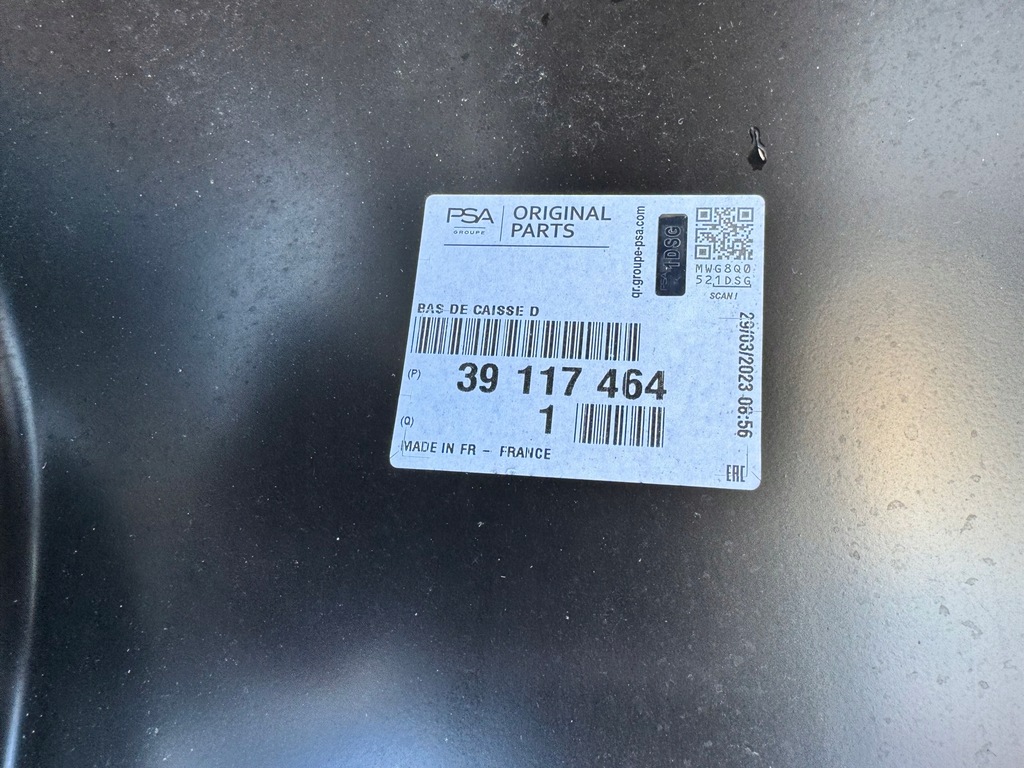 PSA
GROUPE
ORIGINAL
PARTS
qr.groupe-psa.com
1DSG
MWG8Q0
521DSG
SCAN!
BAS DE CAISSE D
(P) 39 117 464
(Q) 1
MADE IN FR - FRANCE
29/03/2023 06:56
EAC